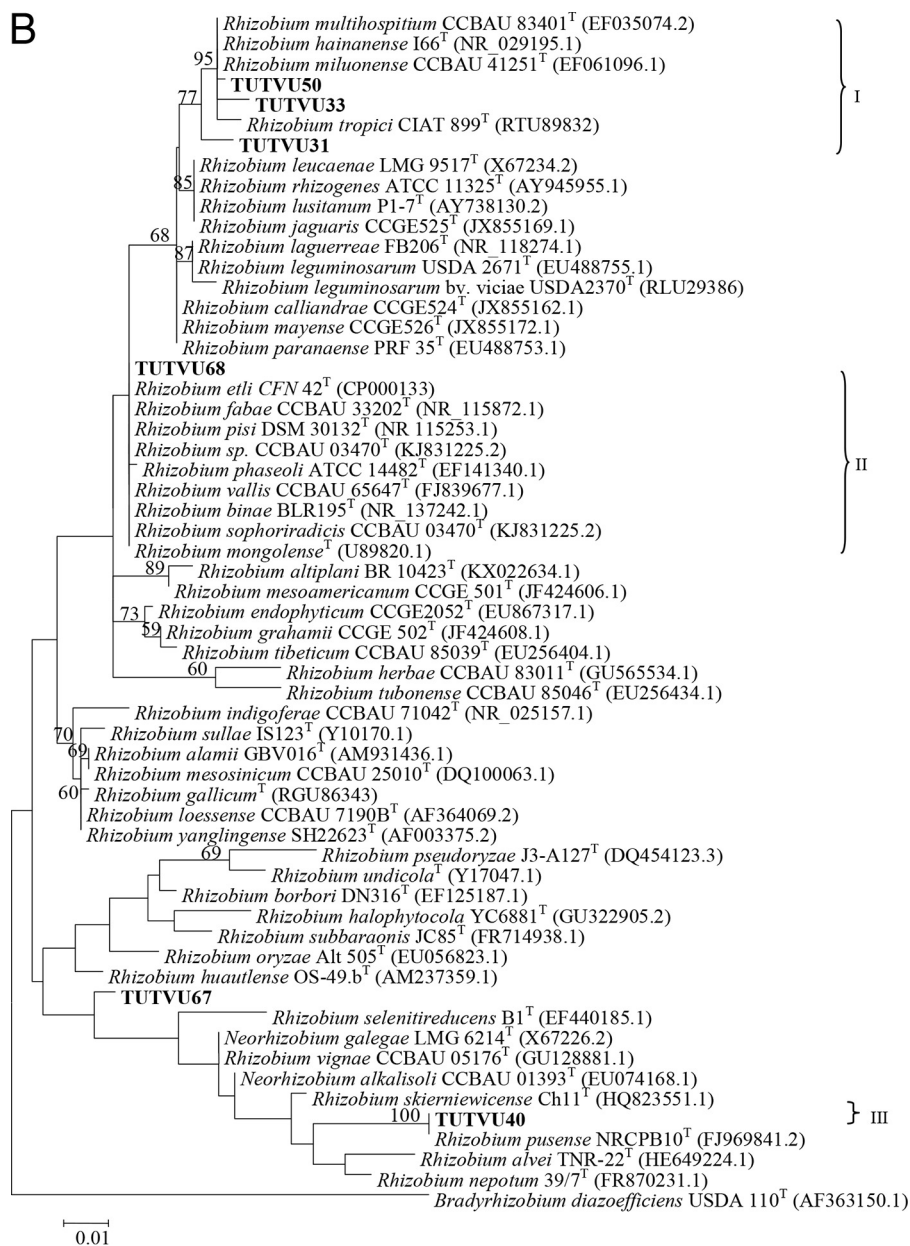 B
Rhizobium multihospitium CCBAU 83401T (EF035074.2)
Rhizobium hainanense I66T (NR_029195.1)
95
Rhizobium miluonense CCBAU 41251T (EF061096.1)
TUTVU50
77
TUTVU33
I
Rhizobium tropici CIAT 899T (RTU89832)
TUTVU31
Rhizobium leucaenae LMG 9517T (X67234.2)
85
Rhizobium rhizogenes ATCC 11325T (AY945955.1)
Rhizobium lusitanum P1-7T (AY738130.2)
Rhizobium jaguaris CCGE525T (JX855169.1)
68
Rhizobium laguerreae FB206T (NR_118274.1)
87
Rhizobium leguminosarum USDA 2671T (EU488755.1)
Rhizobium leguminosarum bv. viciae USDA2370T (RLU29386)
Rhizobium calliandrae CCGE524T (JX855162.1)
Rhizobium mayense CCGE526T (JX855172.1)
Rhizobium paranaense PRF 35T (EU488753.1)
TUTVU68
Rhizobium etli CFN 42T (CP000133)
Rhizobium fabae CCBAU 33202T (NR_115872.1)
Rhizobium pisi DSM 30132T (NR 115253.1)
Rhizobium sp. CCBAU 03470T (KJ831225.2)
Rhizobium phaseoli ATCC 14482T (EF141340.1)
II
Rhizobium vallis CCBAU 65647T (FJ839677.1)
Rhizobium binae BLR195T (NR_137242.1)
Rhizobium sophoriradicis CCBAU 03470T (KJ831225.2)
Rhizobium mongolenseT (U89820.1)
89
Rhizobium altiplani BR 10423T (KX022634.1)
Rhizobium mesoamericanum CCGE 501T (JF424606.1)
73
Rhizobium endophyticum CCGE2052T (EU867317.1)
59
Rhizobium grahamii CCGE 502T (JF424608.1)
Rhizobium tibeticum CCBAU 85039T (EU256404.1)
60
Rhizobium herbae CCBAU 83011T (GU565534.1)
Rhizobium tubonense CCBAU 85046T (EU256434.1)
Rhizobium indigoferae CCBAU 71042T (NR_025157.1)
70
Rhizobium sullae IS123T (Y10170.1)
69
Rhizobium alamii GBV016T (AM931436.1)
Rhizobium mesosinicum CCBAU 25010T (DQ100063.1)
60
Rhizobium gallicumT (RGU86343)
Rhizobium loessense CCBAU 7190BT (AF364069.2)
Rhizobium yanglingense SH22623T (AF003375.2)
69
Rhizobium pseudoryzae J3-A127T (DQ454123.3)
Rhizobium undicolaT (Y17047.1)
Rhizobium borbori DN316T (EF125187.1)
Rhizobium halophytocola YC6881T (GU322905.2)
Rhizobium subbaraonis JC85T (FR714938.1)
Rhizobium oryzae Alt 505T (EU056823.1)
Rhizobium huautlense OS-49.bT (AM237359.1)
TUTVU67
Rhizobium selenitireducens B1T (EF440185.1)
Neorhizobium galegae LMG 6214T (X67226.2)
Rhizobium vignae CCBAU 05176T (GU128881.1)
Neorhizobium alkalisoli CCBAU 01393T (EU074168.1)
Rhizobium skierniewicense Ch11T (HQ823551.1)
100
TUTVU40
III
Rhizobium pusense NRCPB10T (FJ969841.2)
Rhizobium alvei TNR-22T (HE649224.1)
Rhizobium nepotum 39/7T (FR870231.1)
Bradyrhizobium diazoefficiens USDA 110T (AF363150.1)
0.01